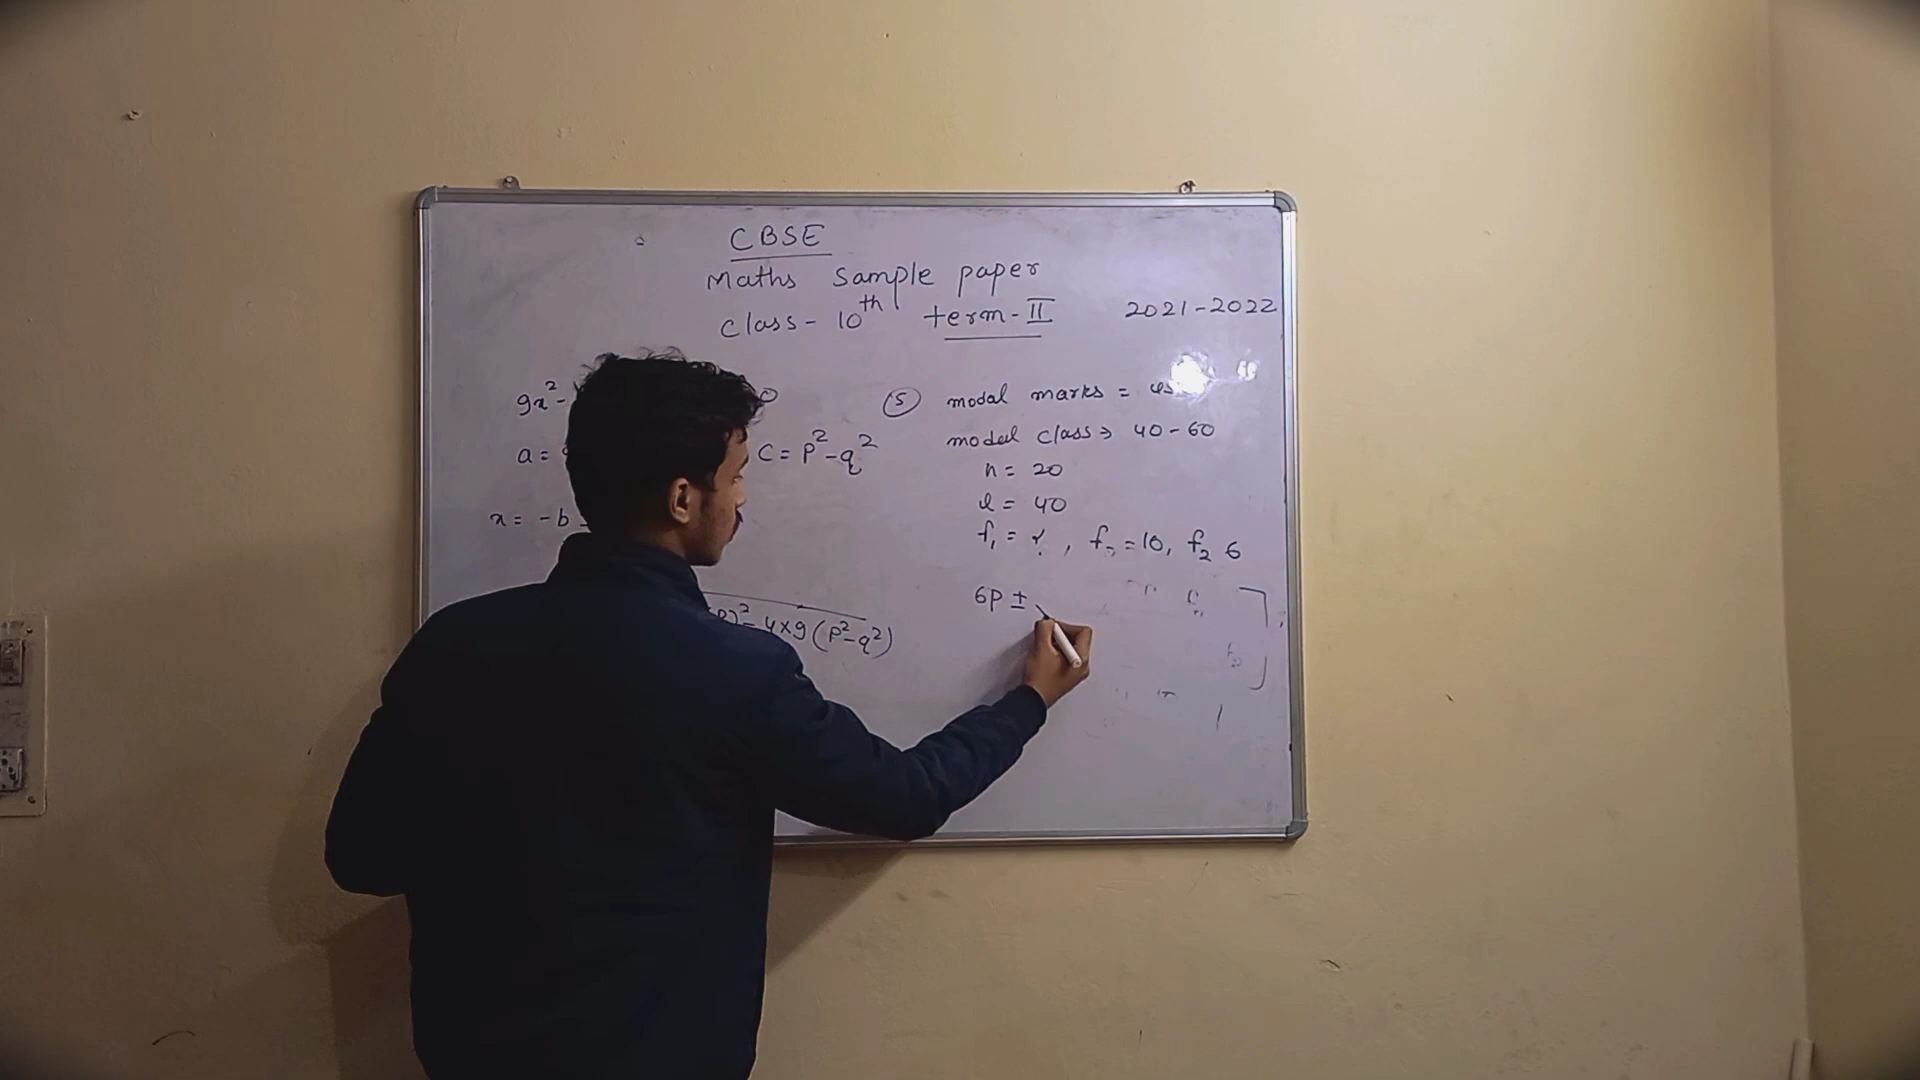 CBSE
Maths Sample paper
Class- 10th term-II 2021-2022
9x²-
a=
C = p²-q²
x = -b ±
²- 4×9(p²-q²)
⑤ modal marks =
model class → 40-60
h = 20
l = 40
f₁ = ?, f₀ = 10, f₂ 6
6p ±